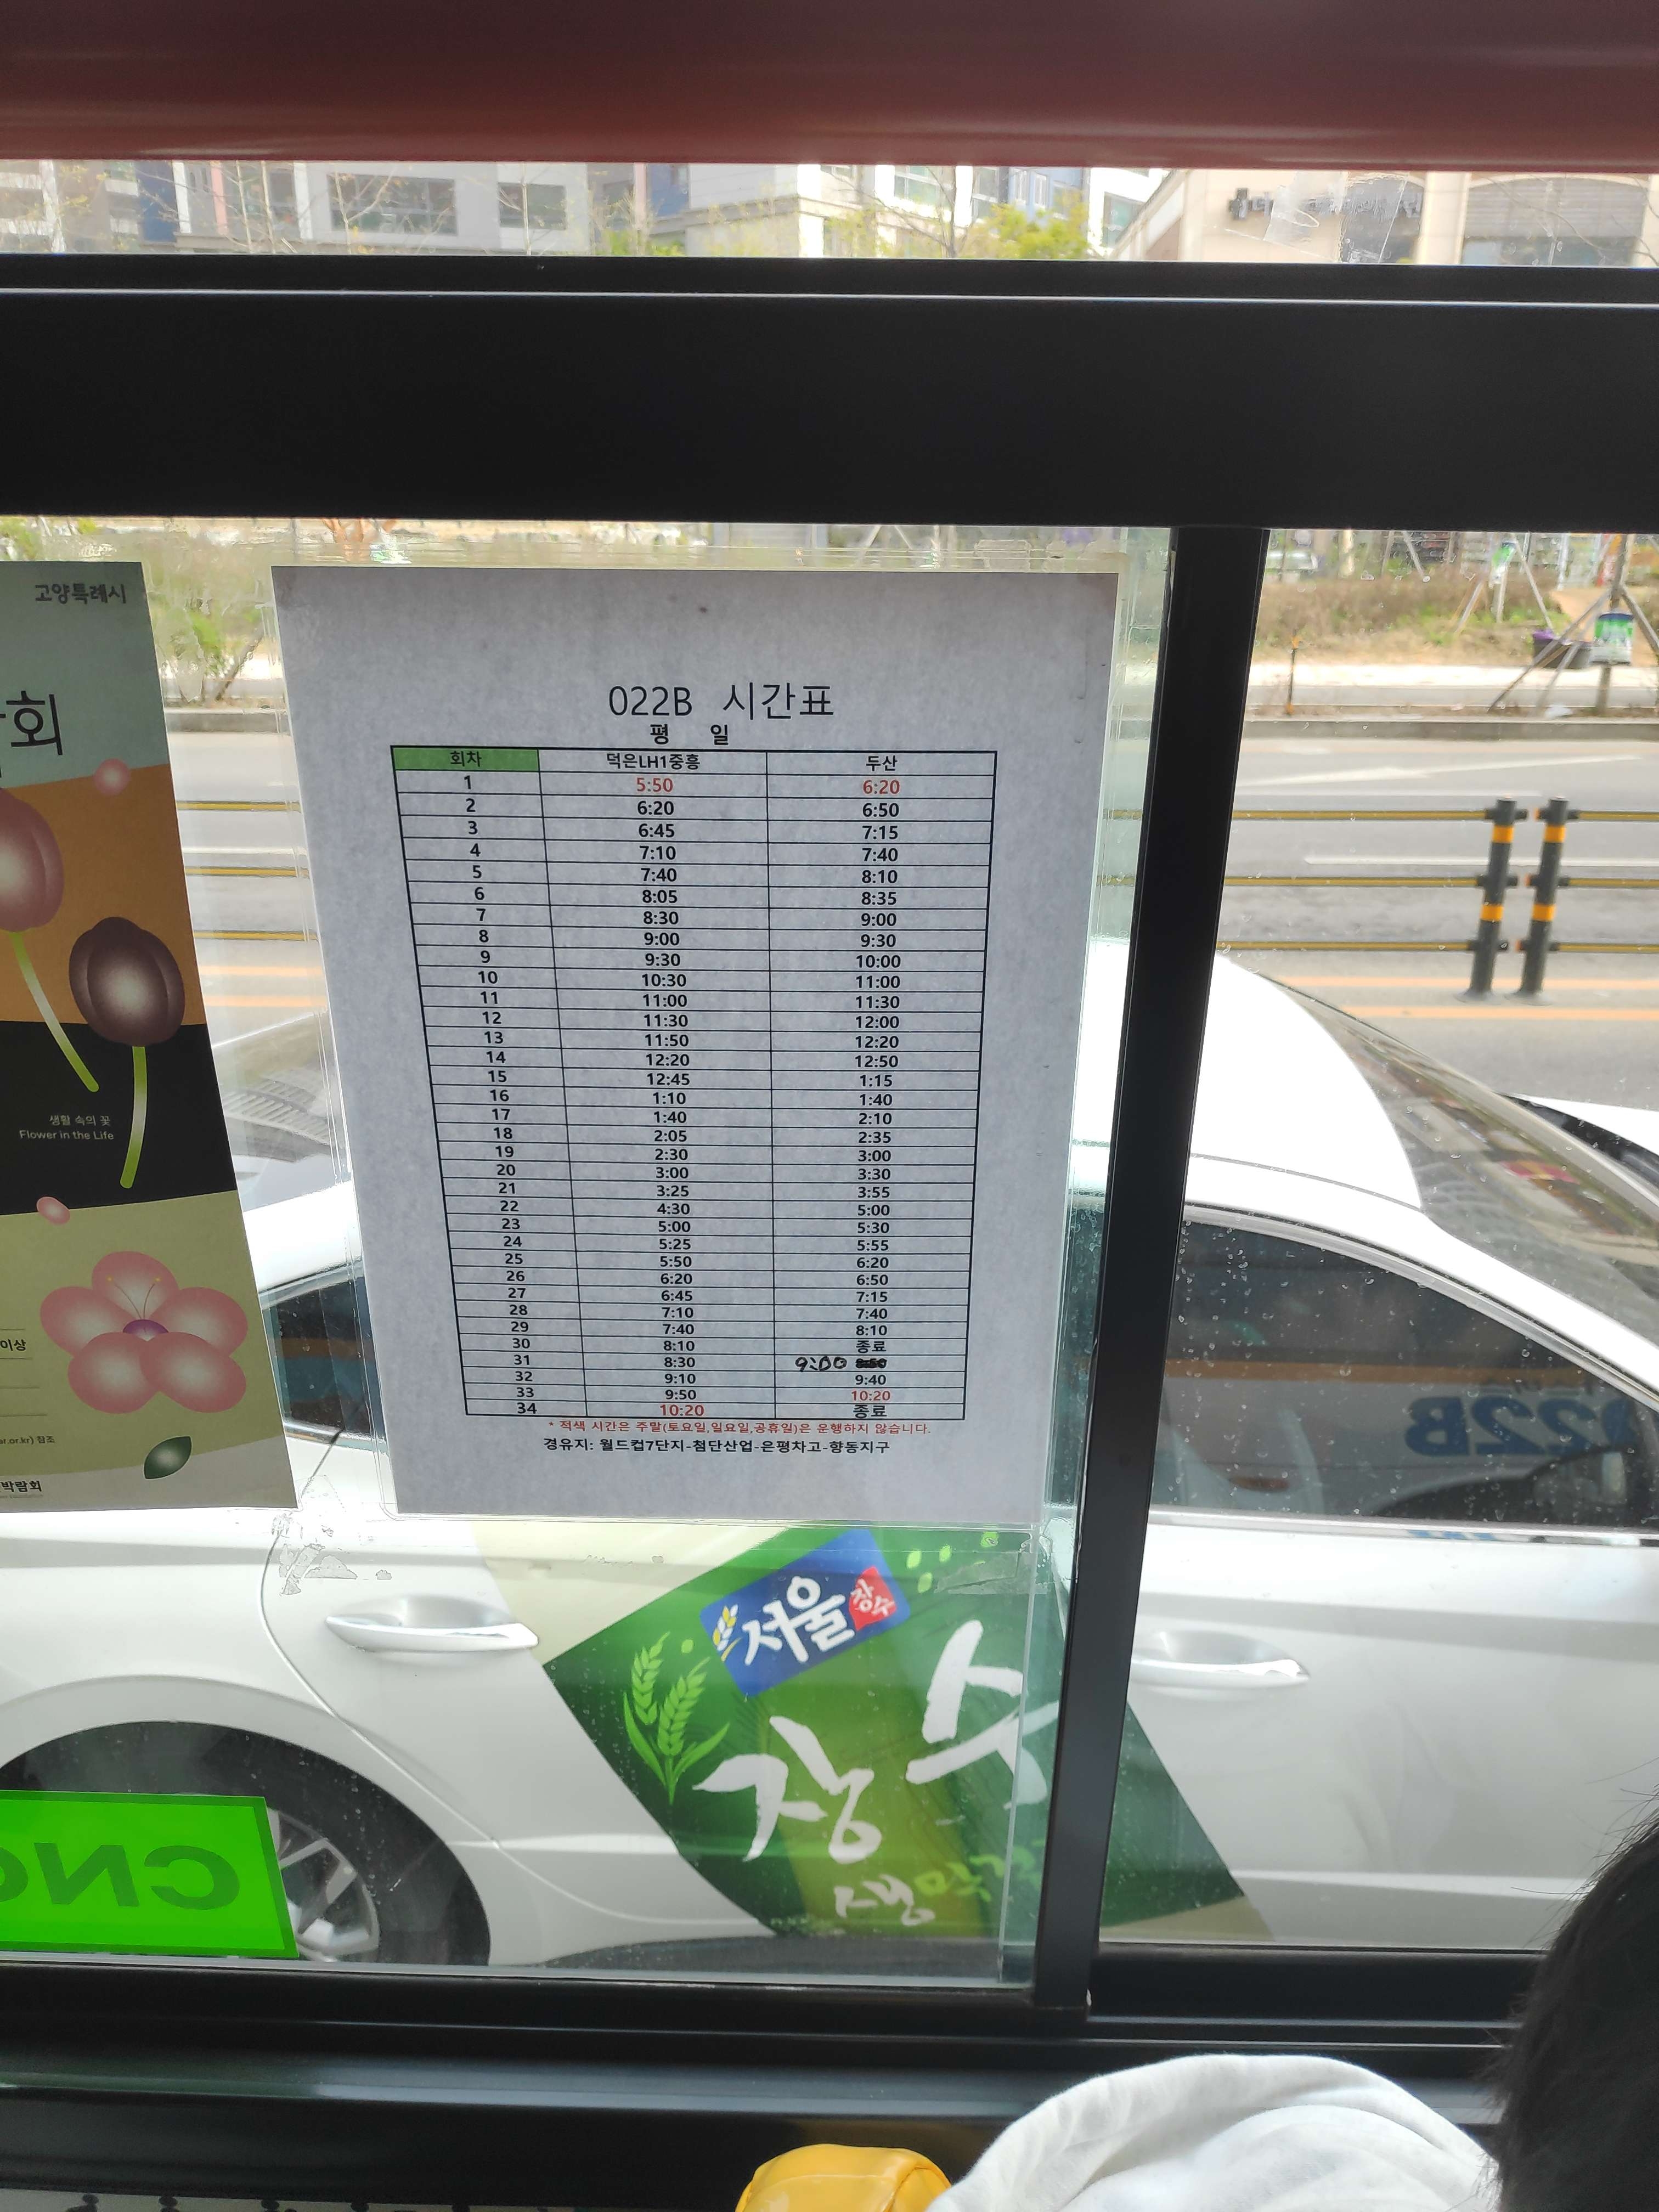 고양특례시
회
생활 속의 꽃
Flower in the Life
이상
ar.or.kr) 참조
박람회
022B 시간표
평 일
회차 덕은LH1중흥 두산
1 5:50 6:20
2 6:20 6:50
3 6:45 7:15
4 7:10 7:40
5 7:40 8:10
6 8:05 8:35
7 8:30 9:00
8 9:00 9:30
9 9:30 10:00
10 10:30 11:00
11 11:00 11:30
12 11:30 12:00
13 11:50 12:20
14 12:20 12:50
15 12:45 1:15
16 1:10 1:40
17 1:40 2:10
18 2:05 2:35
19 2:30 3:00
20 3:00 3:30
21 3:25 3:55
22 4:30 5:00
23 5:00 5:30
24 5:25 5:55
25 5:50 6:20
26 6:20 6:50
27 6:45 7:15
28 7:10 7:40
29 7:40 8:10
30 8:10 종료
31 8:30 9:00
32 9:10 9:40
33 9:50 10:20
34 10:20 종료
* 적색 시간은 주말(토요일,일요일,공휴일)은 운행하지 않습니다.
경유지: 월드컵7단지-첨단산업-은평차고-향동지구
022B
서울
장수
장수
생막
CN